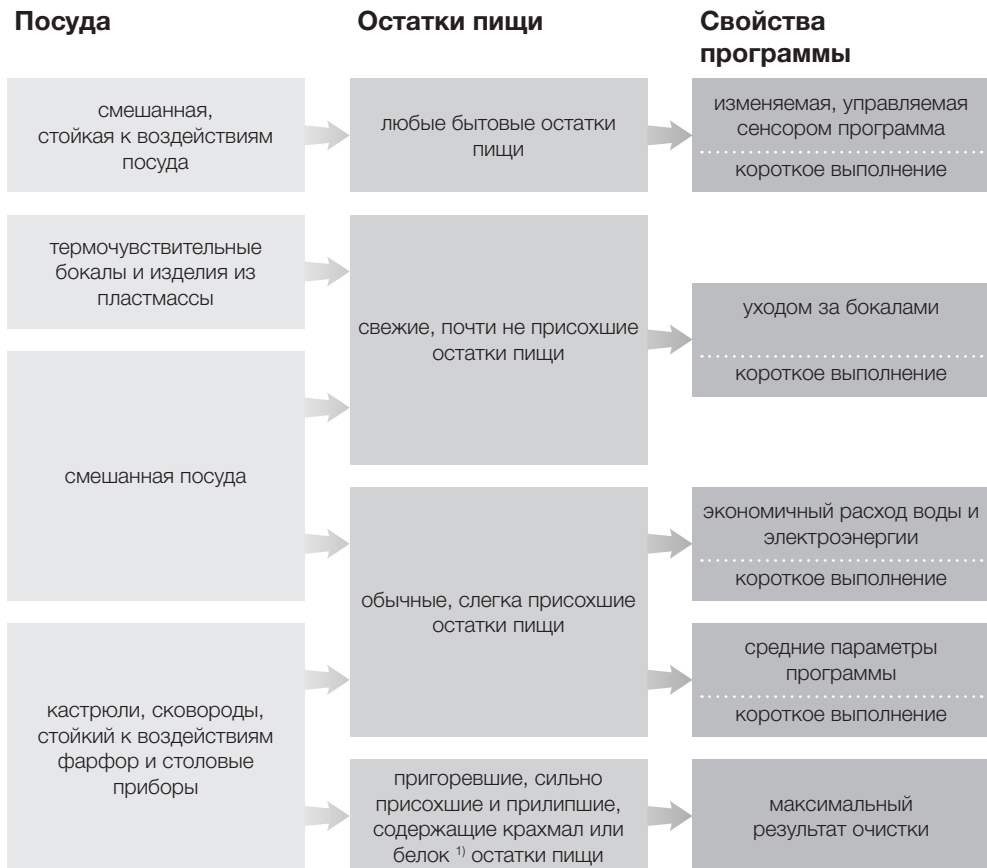 Посуда
Остатки пищи
Свойства
программы
смешанная,
стойкая к воздействиям
посуда
любые бытовые остатки
пищи
изменяемая, управляемая
сенсором программа
короткое выполнение
термочувствительные
бокалы и изделия из
пластмассы
свежие, почти не присохшие
остатки пищи
уходом за бокалами
короткое выполнение
смешанная посуда
экономичный расход воды и
электроэнергии
короткое выполнение
обычные, слегка присохшие
остатки пищи
средние параметры
программы
короткое выполнение
кастрюли, сковороды,
стойкий к воздействиям
фарфор и столовые
приборы
пригоревшие, сильно
присохшие и прилипшие,
содержащие крахмал или
белок 1) остатки пищи
максимальный
результат очистки